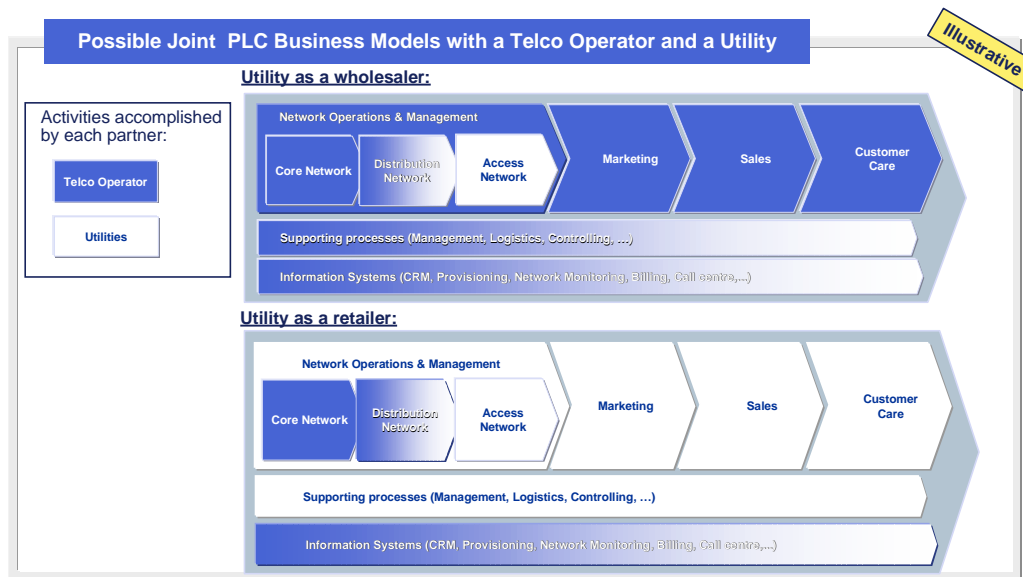 Possible Joint PLC Business Models with a Telco Operator and a Utility
Illustrative
Utility as a wholesaler:
Activities accomplished
by each partner:
Telco Operator
Utilities
Network Operations & Management
Core Network
Distribution
Network
Access
Network
Marketing
Sales
Customer
Care
Supporting processes (Management, Logistics, Controlling, …)
Information Systems (CRM, Provisioning, Network Monitoring, Billing, Call centre,...)
Utility as a retailer:
Network Operations & Management
Core Network
Distribution
Network
Access
Network
Marketing
Sales
Customer
Care
Supporting processes (Management, Logistics, Controlling, …)
Information Systems (CRM, Provisioning, Network Monitoring, Billing, Call centre,...)